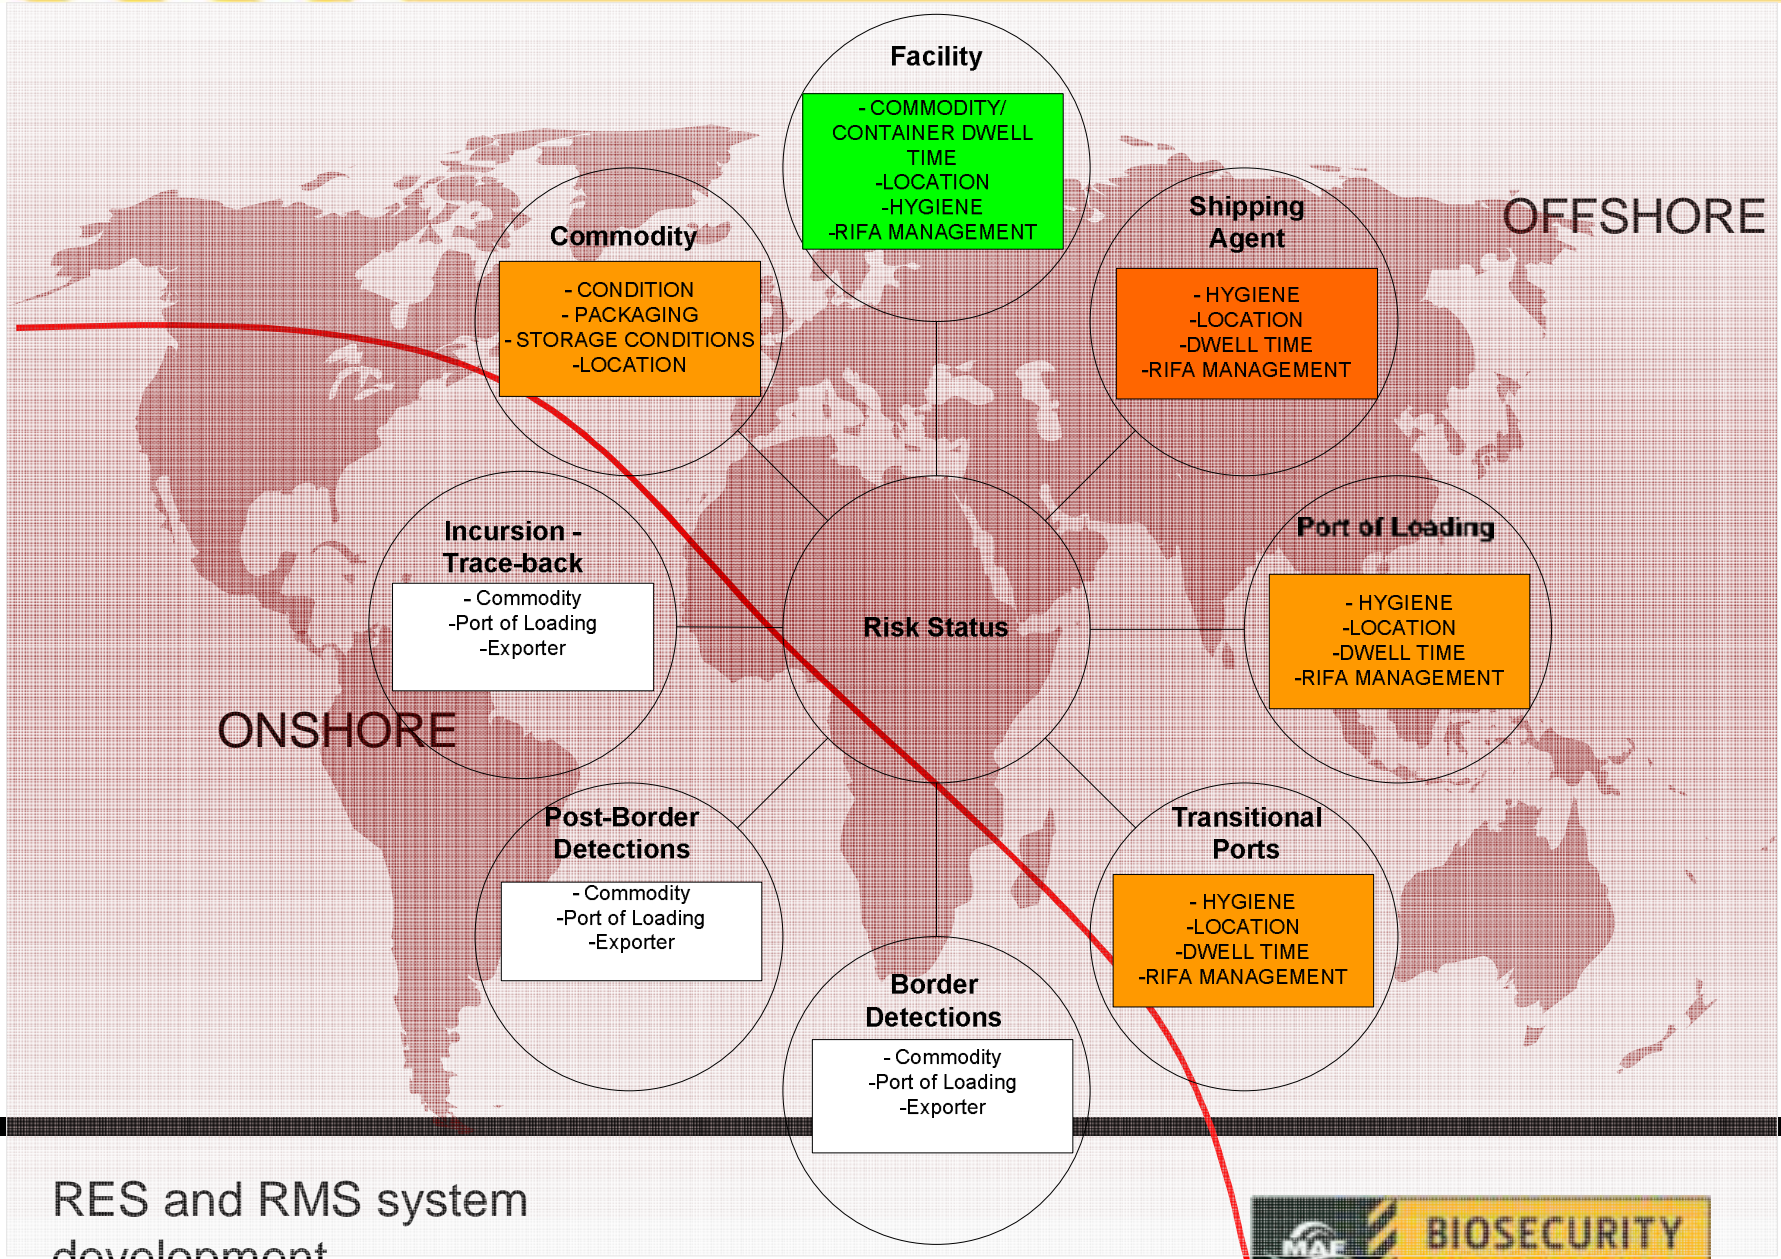 Facility
- COMMODITY/
CONTAINER DWELL
TIME
-LOCATION
-HYGIENE
-RIFA MANAGEMENT
Commodity
- CONDITION
- PACKAGING
- STORAGE CONDITIONS
-LOCATION
Shipping
Agent
- HYGIENE
-LOCATION
-DWELL TIME
-RIFA MANAGEMENT
OFFSHORE
Incursion -
Trace-back
- Commodity
-Port of Loading
-Exporter
Risk Status
Port of Loading
- HYGIENE
-LOCATION
-DWELL TIME
-RIFA MANAGEMENT
ONSHORE
Post-Border
Detections
- Commodity
-Port of Loading
-Exporter
Transitional
Ports
- HYGIENE
-LOCATION
-DWELL TIME
-RIFA MANAGEMENT
Border
Detections
- Commodity
-Port of Loading
-Exporter
RES and RMS system
development
MAF
BIOSECURITY